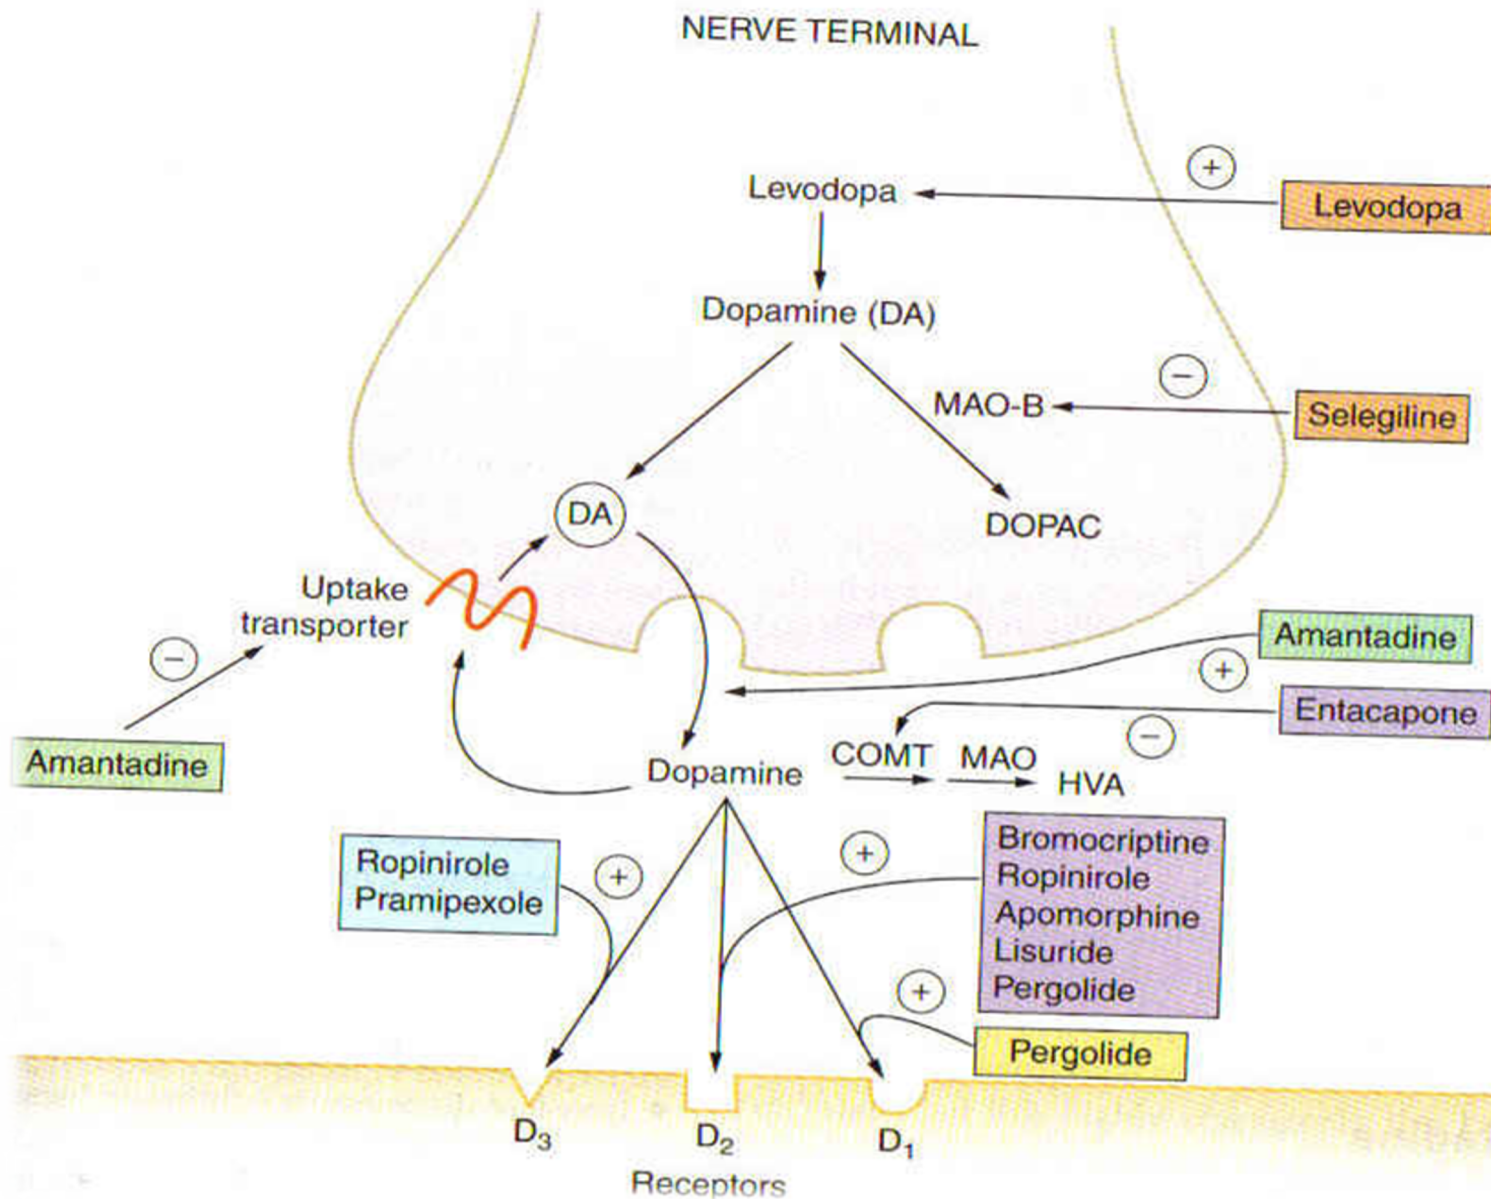 NERVE TERMINAL
+
Levodopa
Levodopa
Dopamine (DA)
−
MAO-B
Selegiline
DA
DOPAC
Uptake
transporter
−
Amantadine
Amantadine
+
Entacapone
−
COMT
MAO
Dopamine
HVA
Ropinirole
Pramipexole
+
+
Bromocriptine
Ropinirole
Apomorphine
Lisuride
Pergolide
+
Pergolide
D₃
D₂
D₁
Receptors